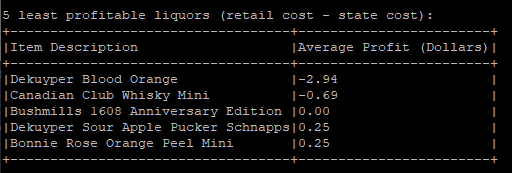 5 least profitable liquors (retail cost - state cost):
+-----------------------------------+------------------------+
|Item Description                   |Average Profit (Dollars)|
+-----------------------------------+------------------------+
|Dekuyper Blood Orange              |-2.94                   |
|Canadian Club Whisky Mini          |-0.69                   |
|Bushmills 1608 Anniversary Edition |0.00                    |
|Dekuyper Sour Apple Pucker Schnapps|0.25                    |
|Bonnie Rose Orange Peel Mini       |0.25                    |
+-----------------------------------+------------------------+